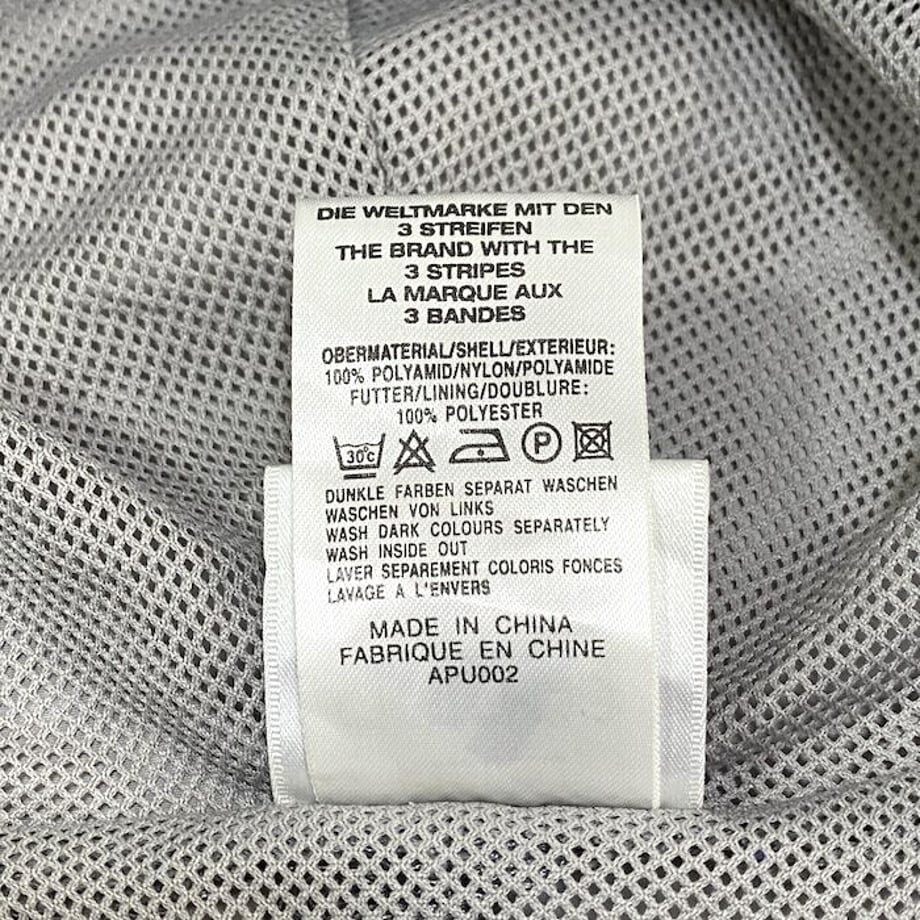 DIE WELTMARKE MIT DEN
3 STREIFEN
THE BRAND WITH THE
3 STRIPES
LA MARQUE AUX
3 BANDES
OBERMATERIAL/SHELL/EXTERIEUR:
100% POLYAMID/NYLON/POLYAMIDE
FUTTER/LINING/DOUBLURE:
100% POLYESTER
30°c P
DUNKLE FARBEN SEPARAT WASCHEN
WASCHEN VON LINKS
WASH DARK COLOURS SEPARATELY
WASH INSIDE OUT
LAVER SEPAREMENT COLORIS FONCES
LAVAGE A L'ENVERS
MADE IN CHINA
FABRIQUE EN CHINE
APU002